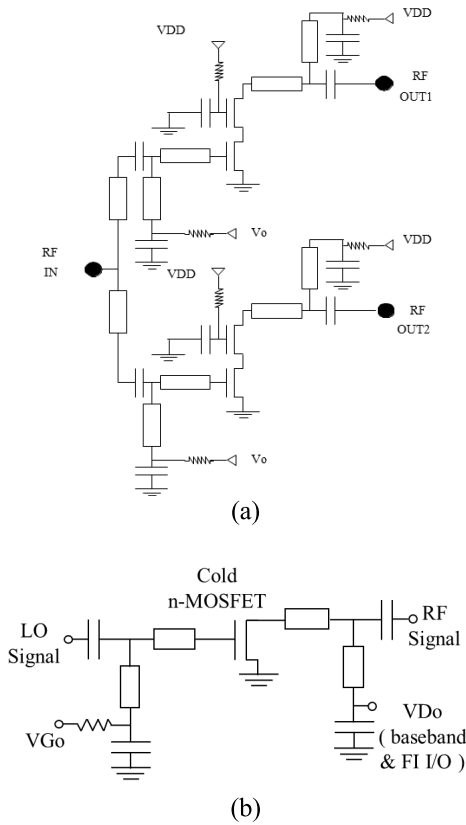 VDD
VDD
RF
OUT1
Vo
RF
IN
VDD
VDD
RF
OUT2
Vo
(a)
Cold
n-MOSFET
LO
Signal
RF
Signal
VGo
VDo
( baseband
& FI I/O )
(b)